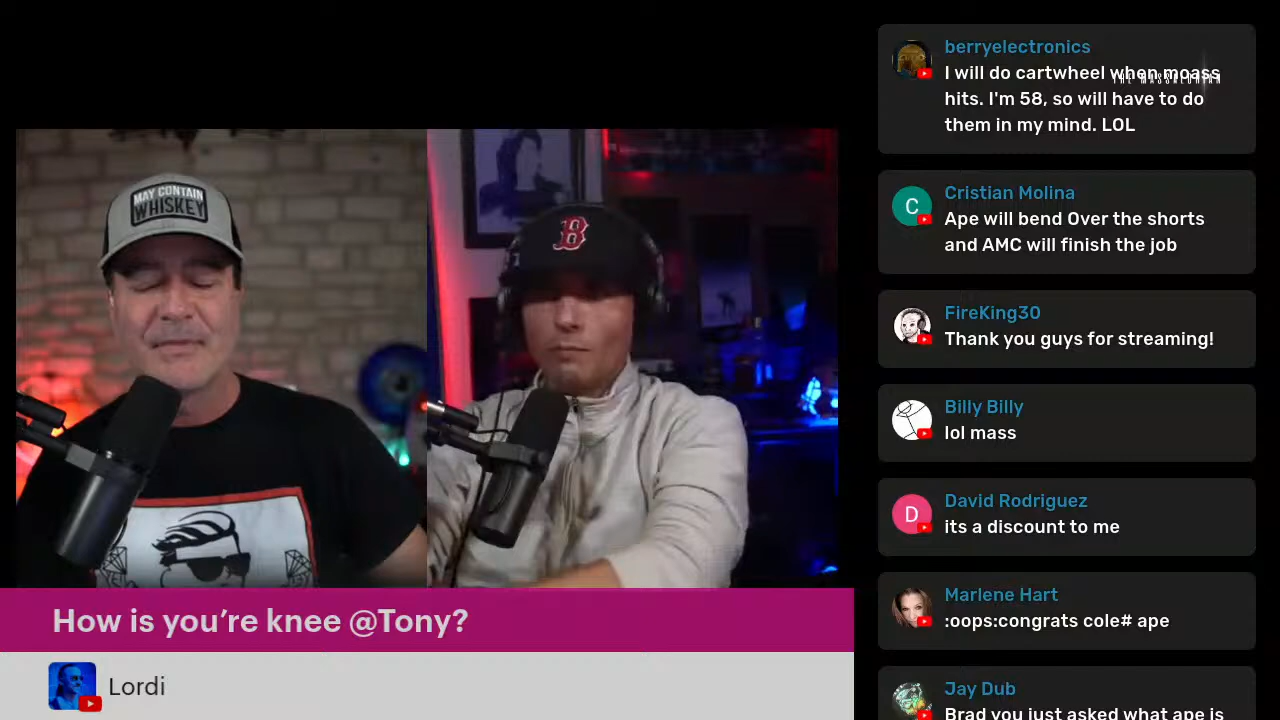 MAY CONTAIN
WHISKEY
B
How is you’re knee @Tony?
Lordi
berryelectronics
I will do cartwheel when moass
hits. I'm 58, so will have to do
them in my mind. LOL
C
Cristian Molina
Ape will bend Over the shorts
and AMC will finish the job
FireKing30
Thank you guys for streaming!
Billy Billy
lol mass
D
David Rodriguez
its a discount to me
Marlene Hart
:oops:congrats cole# ape
Jay Dub
Brad you just asked what ape is